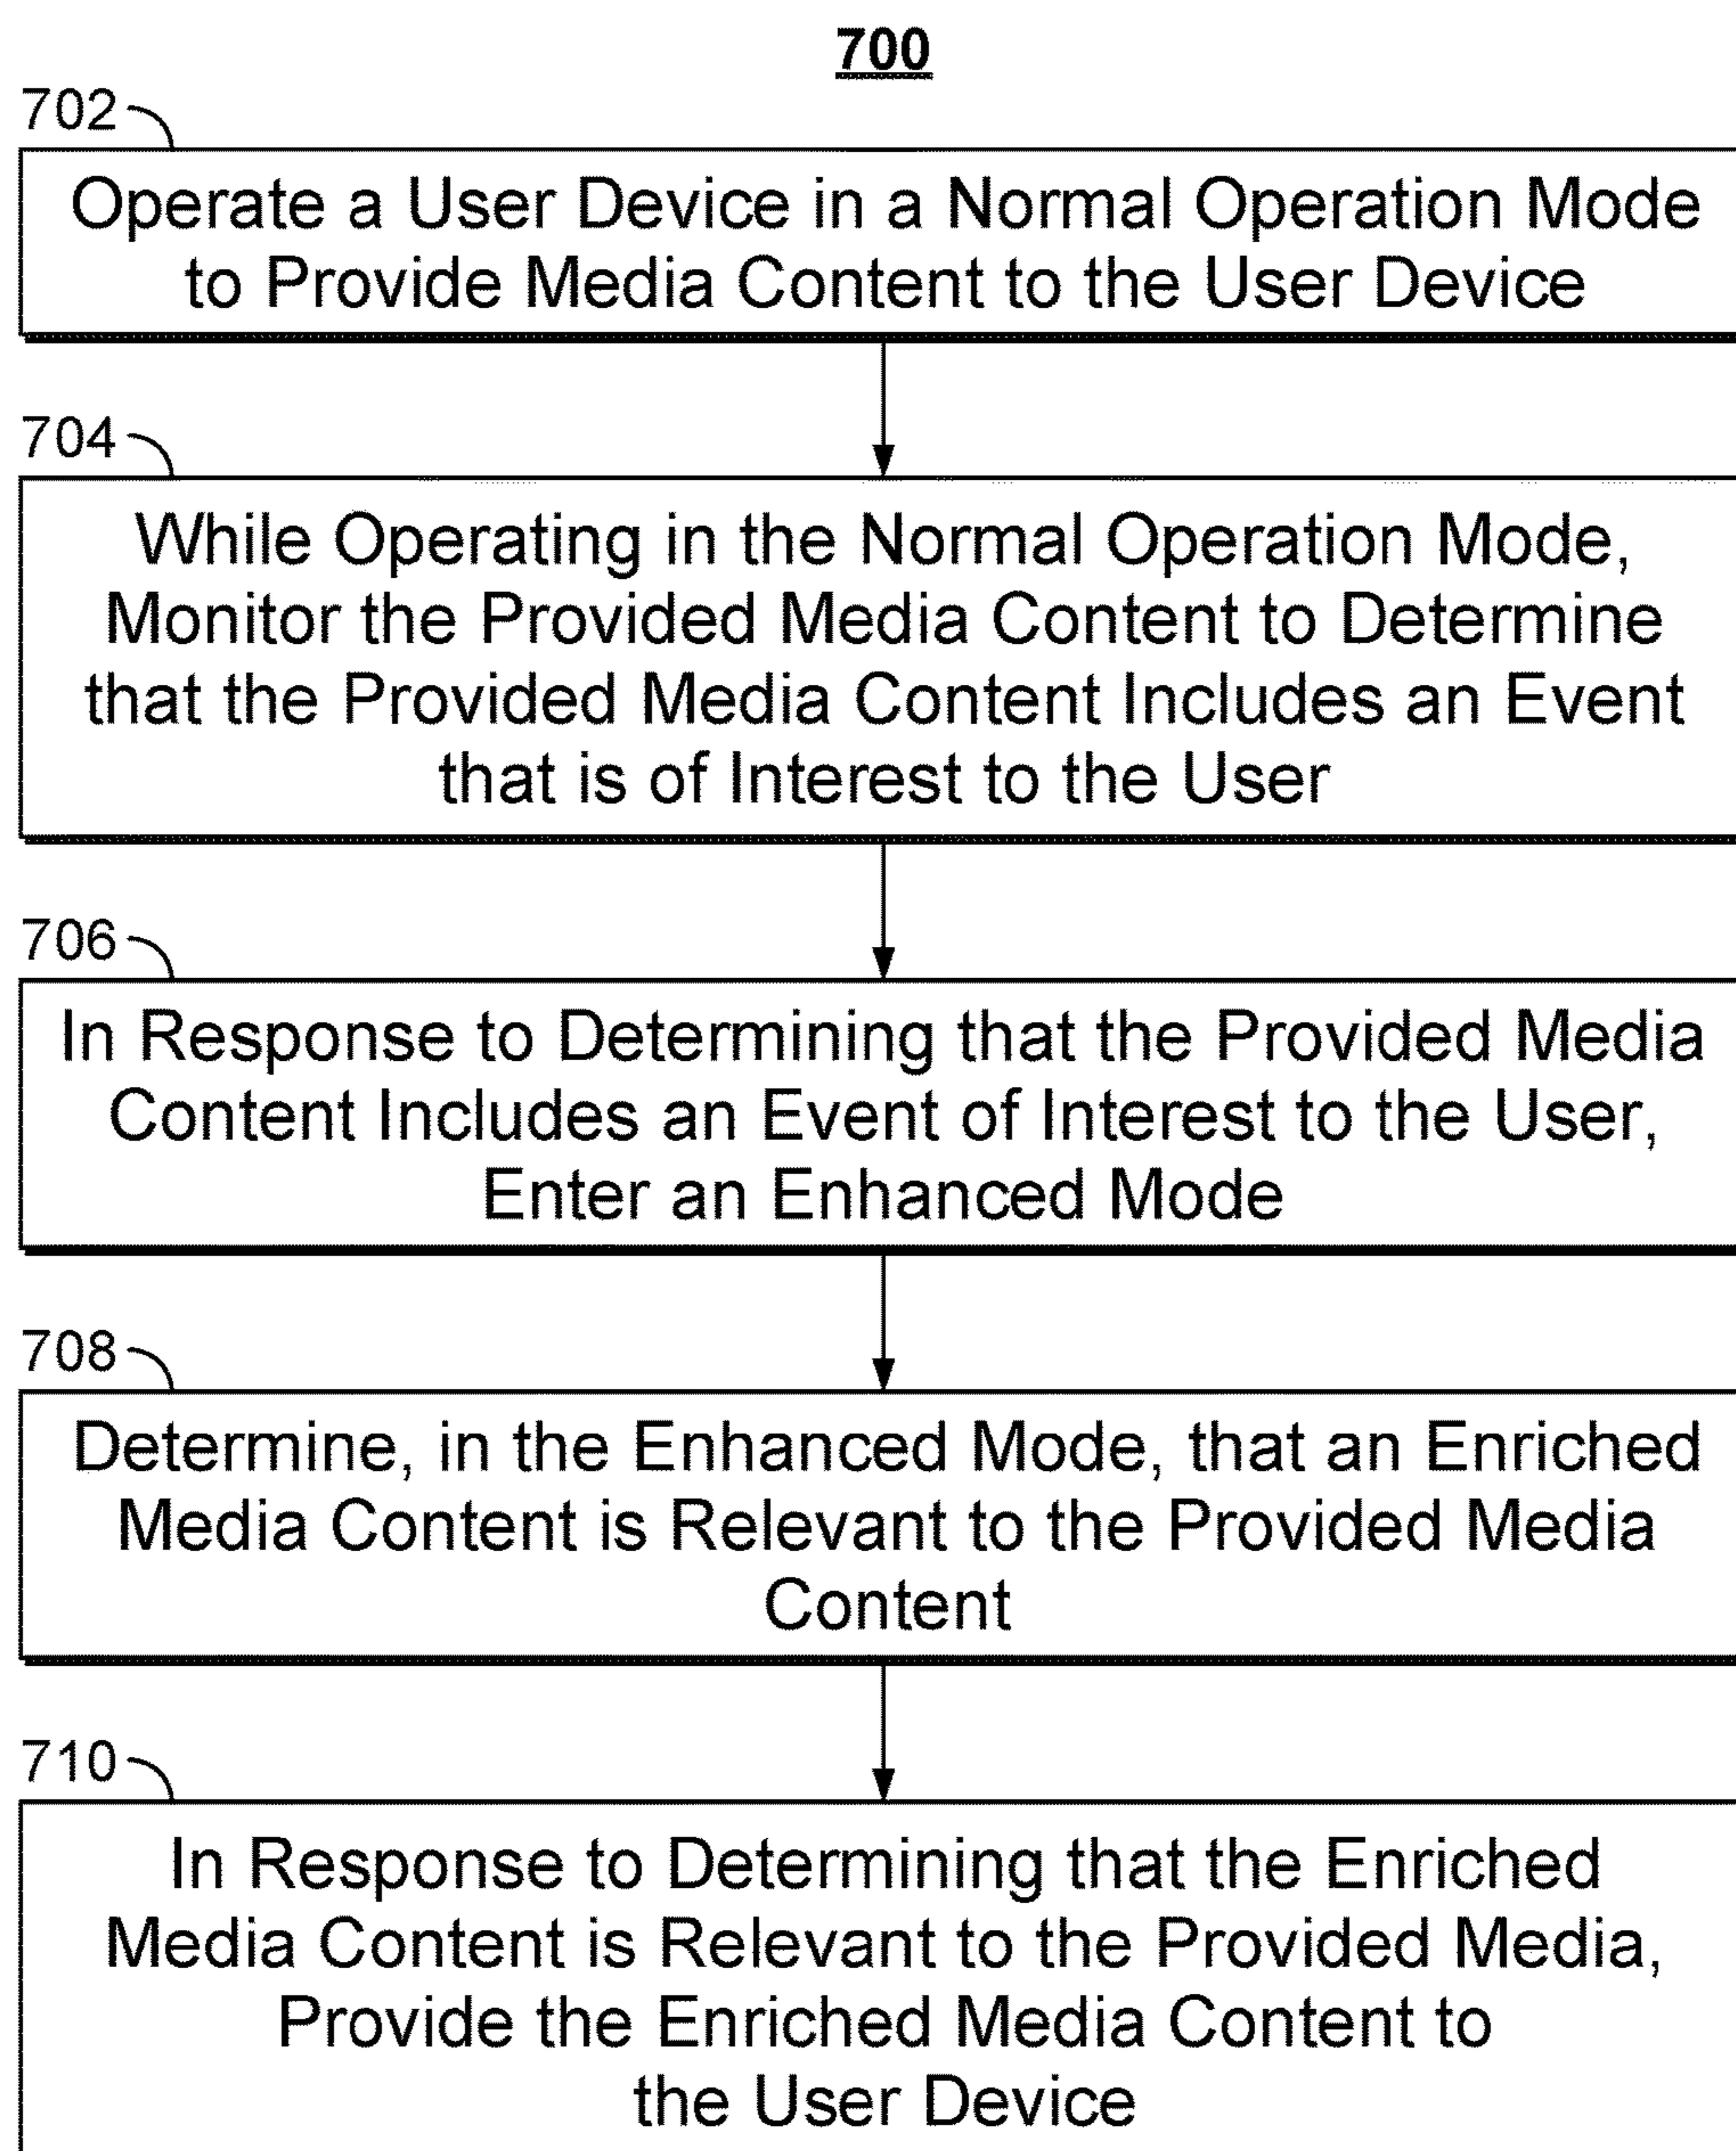 700
702
Operate a User Device in a Normal Operation Mode
to Provide Media Content to the User Device
704
While Operating in the Normal Operation Mode,
Monitor the Provided Media Content to Determine
that the Provided Media Content Includes an Event
that is of Interest to the User
706
In Response to Determining that the Provided Media
Content Includes an Event of Interest to the User,
Enter an Enhanced Mode
708
Determine, in the Enhanced Mode, that an Enriched
Media Content is Relevant to the Provided Media
Content
710
In Response to Determining that the Enriched
Media Content is Relevant to the Provided Media,
Provide the Enriched Media Content to
the User Device